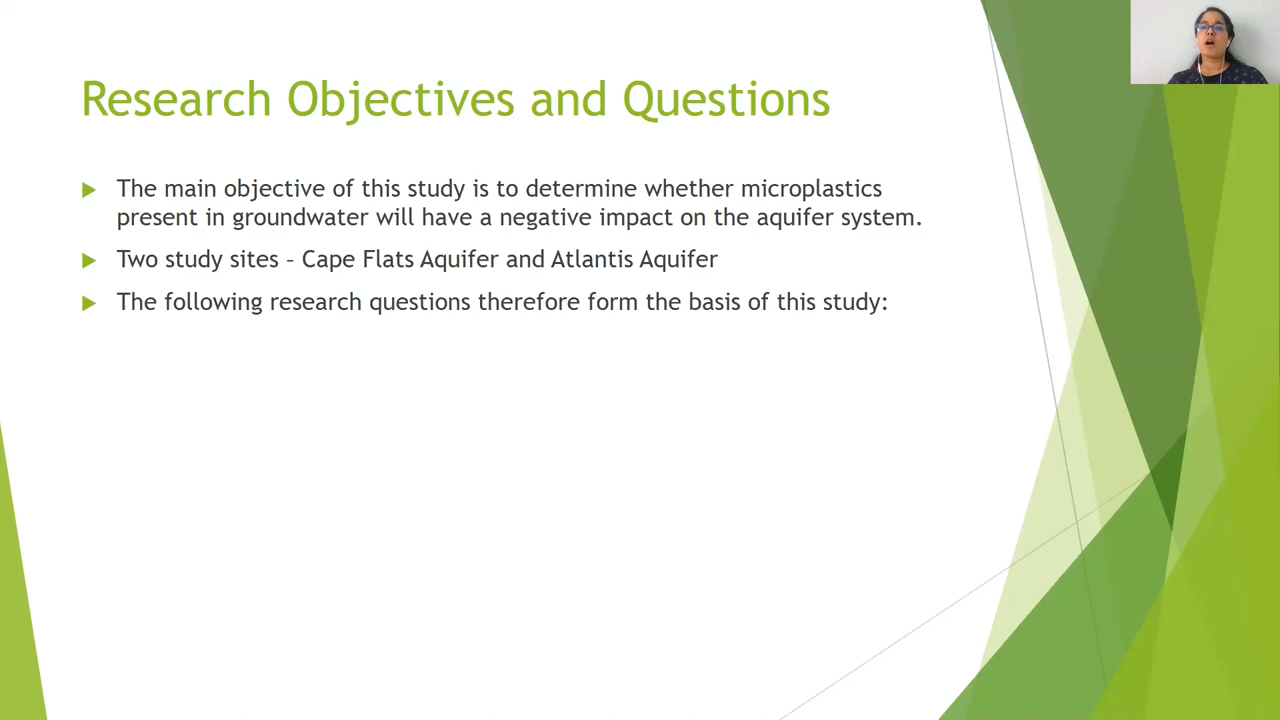 Research Objectives and Questions
The main objective of this study is to determine whether microplastics
present in groundwater will have a negative impact on the aquifer system.
Two study sites – Cape Flats Aquifer and Atlantis Aquifer
The following research questions therefore form the basis of this study: